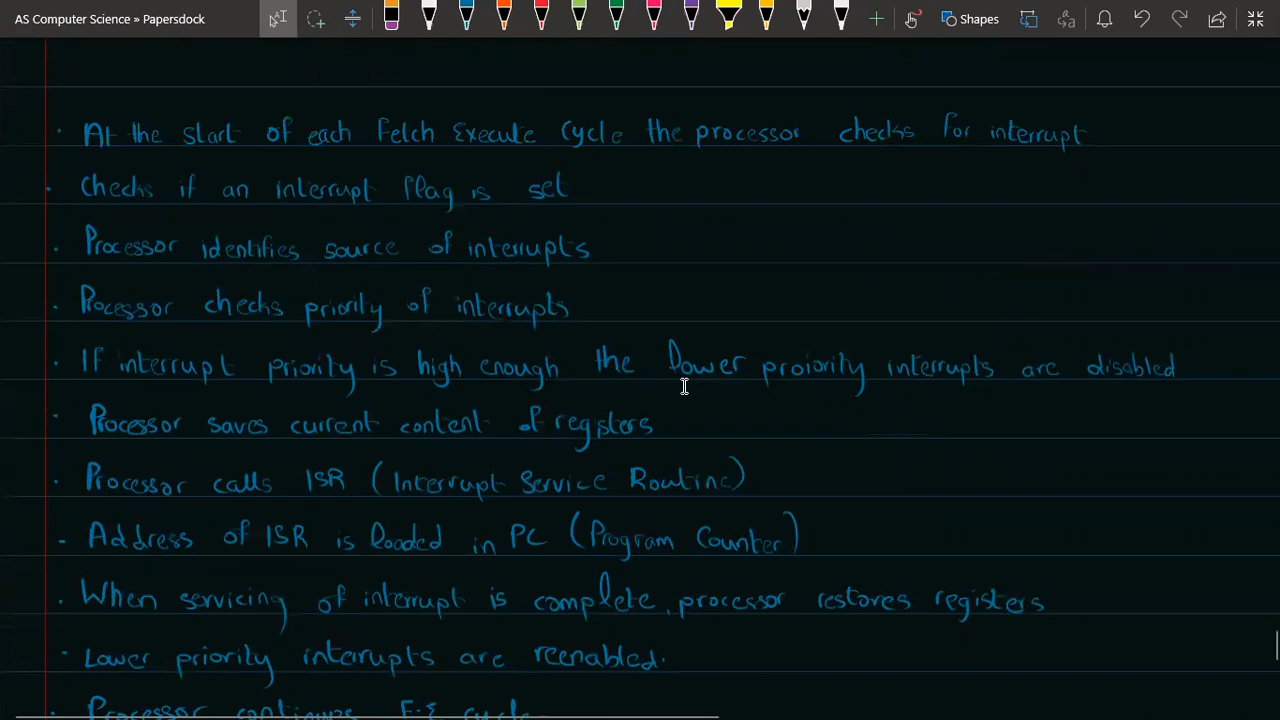 AS Computer Science » Papersdock
Shapes
· At the start of each Fetch Execute Cycle the processor checks for interrupt
· Checks if an interrupt flag is set
· Processor identifies source of interrupts
· Processor checks priority of interrupts
· If interrupt priority is high enough the lower proiority interrupts are disabled
· Processor saves current content of registers
· Processor calls ISR (Interrupt Service Routine)
· Address of ISR is loaded in PC (Program Counter)
· When servicing of interrupt is complete, processor restores registers
· Lower priority interrupts are reenabled.
· Processor continues F-E cycle